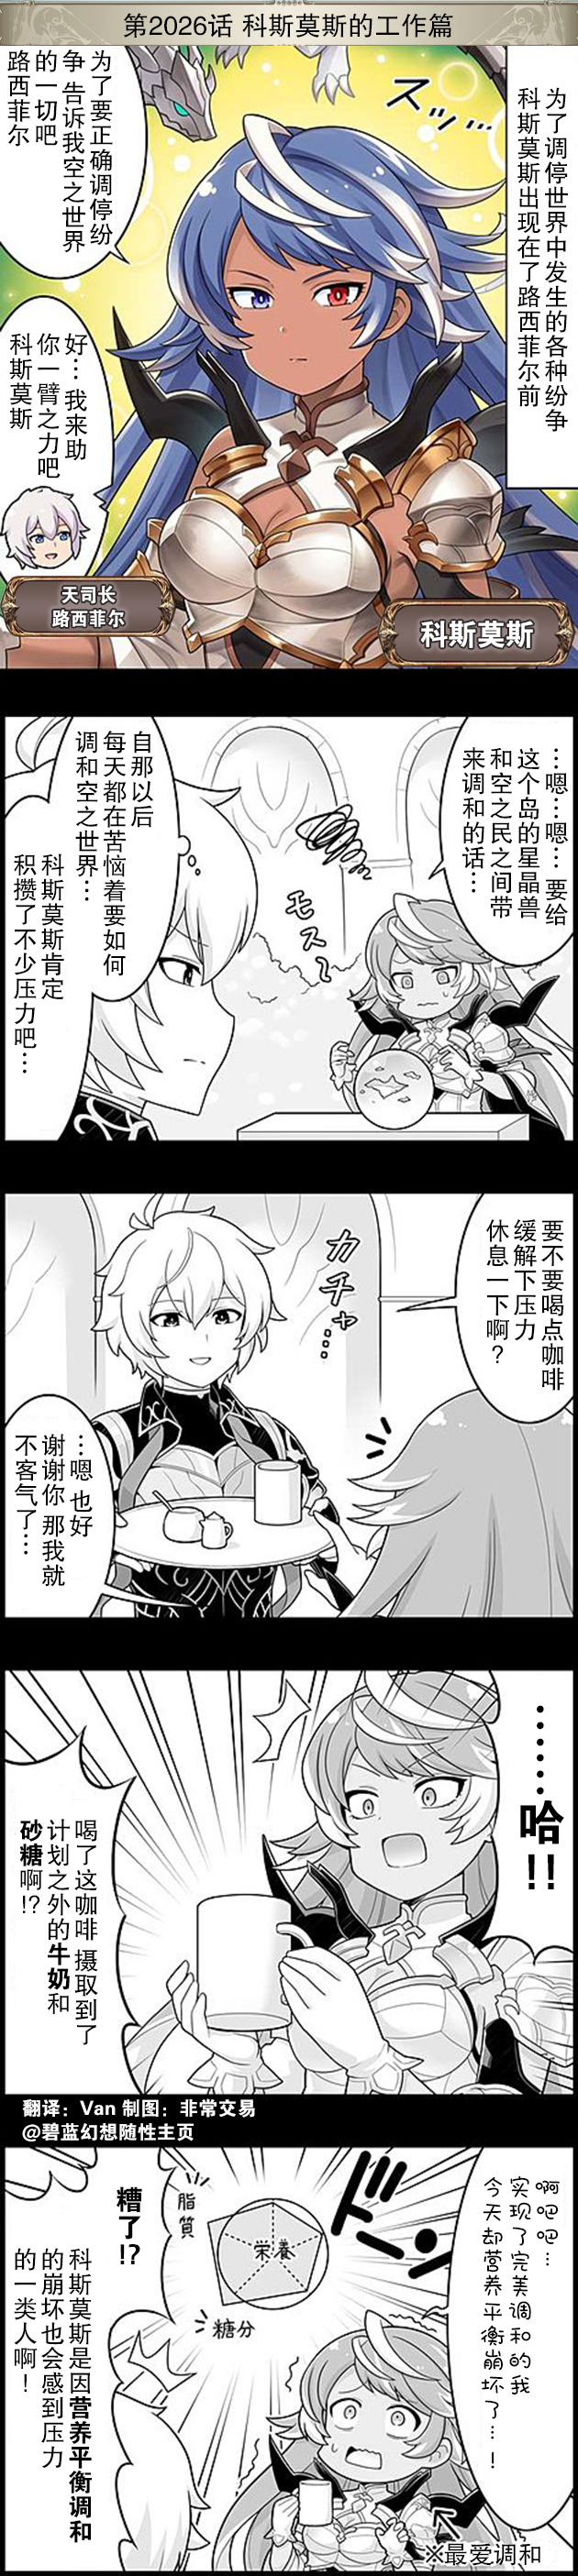 第2026话 科斯莫斯的工作篇
为了调停世界中发生的各种纷争
科斯莫斯出现在了路西菲尔前
スッ…
为了要正确调停纷
争 告诉我空之世界
的一切吧
路西菲尔
好… 我来助
你一臂之力吧
科斯莫斯
天司长
路西菲尔
科斯莫斯
…嗯…嗯… 要给
这个岛的星晶兽
和空之民之间带
来调和的话…
モス〜
自那以后
每天都在苦恼着要如何
调和空之世界…
科斯莫斯肯定
积攒了不少压力吧…
要不要喝点咖啡
缓解下压力
休息一下啊？
カチャ…
…嗯 也好
谢谢你 那我就
不客气了…
……哈!!
喝了这咖啡 摄取到了
计划之外的牛奶和
砂糖啊!?
翻译：Van 制图：非常交易
@碧蓝幻想随性主页
啊吧吧…
实现了完美调和的我
今天却营养平衡崩坏了…！
ドーン
脂質
栄養
糖分
糟了!?
科斯莫斯是因营养平衡调和
的崩坏也会感到压力
的一类人啊！
※最爱调和